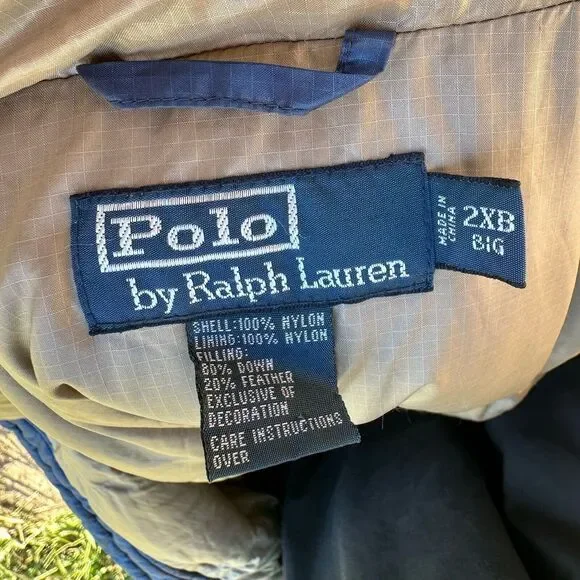 Polo
by Ralph Lauren
MADE IN
CHINA
2XB
BIG
SHELL:100% NYLON
LINING:100% NYLON
FILLING:
80% DOWN
20% FEATHER
EXCLUSIVE OF
DECORATION
CARE INSTRUCTIONS
OVER